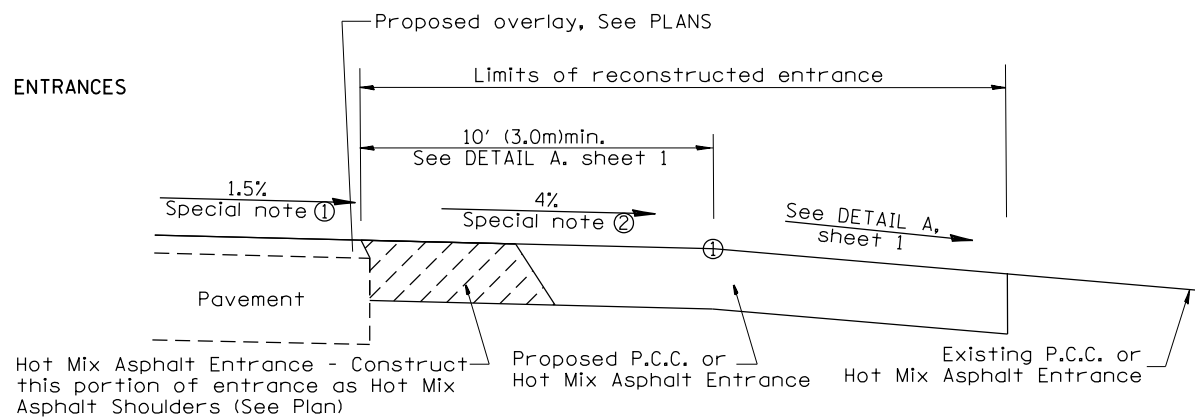 Proposed overlay, See PLANS
ENTRANCES
Limits of reconstructed entrance
10' (3.0m)min.
See DETAIL A. sheet 1
1.5%
Special note ①
4%
Special note ②
See DETAIL A,
sheet 1
①
Pavement
Hot Mix Asphalt Entrance - Construct
this portion of entrance as Hot Mix
Asphalt Shoulders (See Plan)
Proposed P.C.C. or
Hot Mix Asphalt Entrance
Existing P.C.C. or
Hot Mix Asphalt Entrance